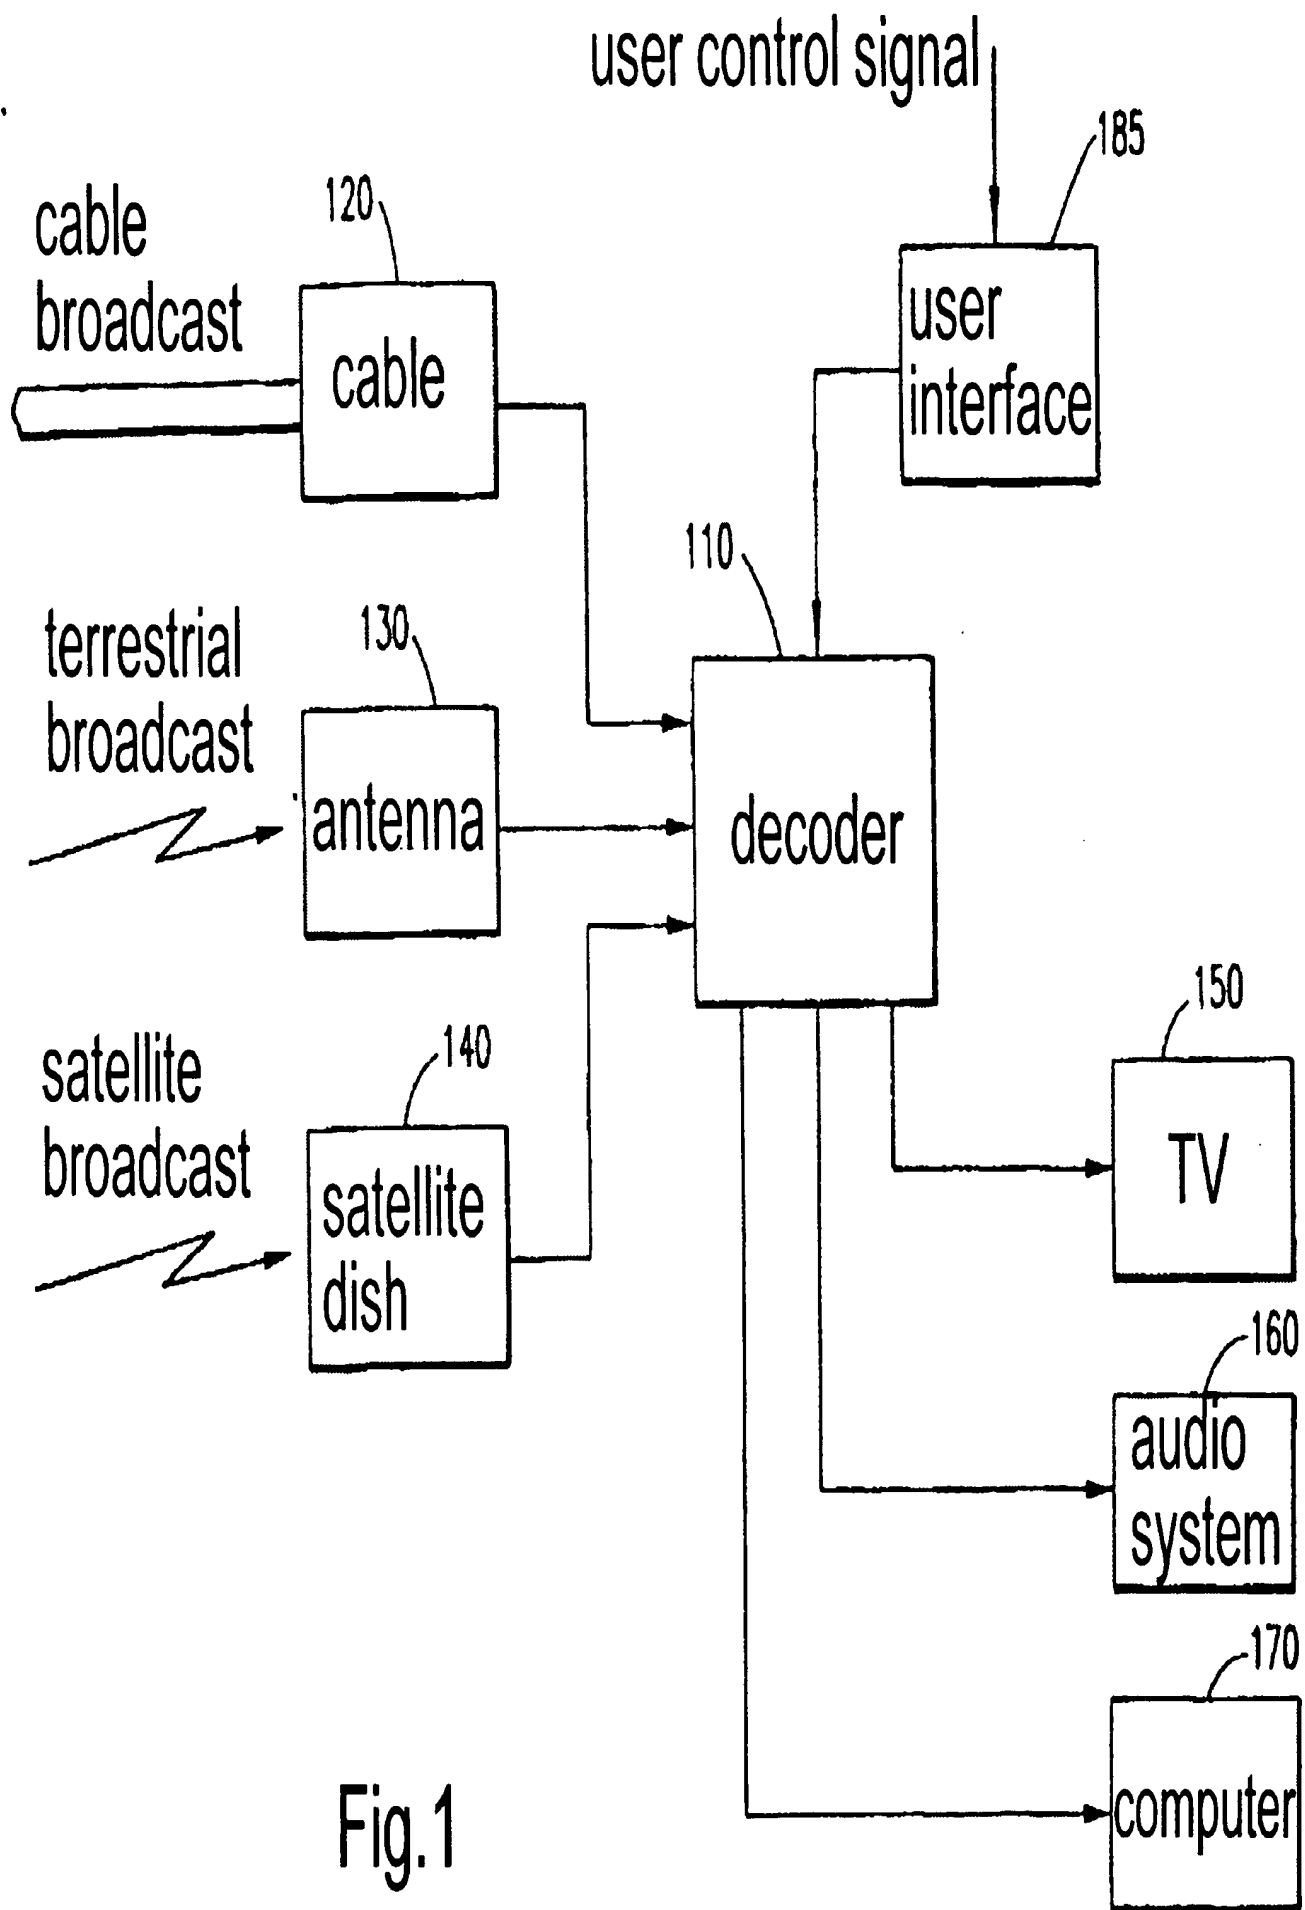 user control signal
185
120
cable
broadcast
cable
user
interface
110
130
terrestrial
broadcast
antenna
decoder
150
140
satellite
broadcast
TV
satellite
dish
160
audio
system
170
computer
Fig.1